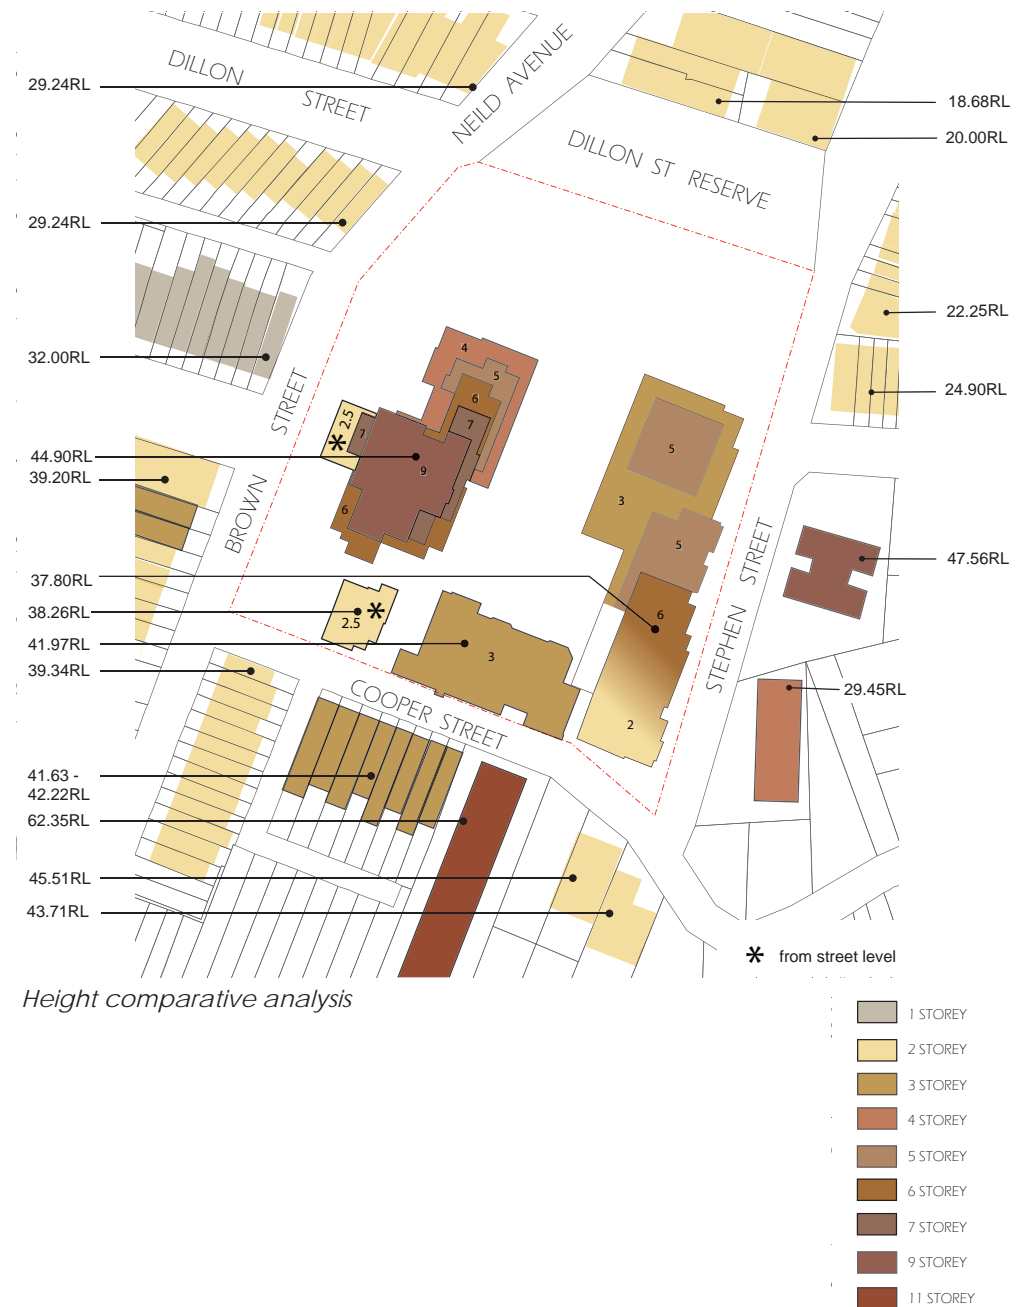 DILLON
STREET
NEILD AVENUE
29.24RL
18.68RL
20.00RL
DILLON ST RESERVE
29.24RL
22.25RL
32.00RL
24.90RL
STREET
4
5
6
7
2.5
*
7
9
6
5
3
5
6
2
44.90RL
39.20RL
BROWN
47.56RL
STREET
STEPHEN
37.80RL
38.26RL
2.5 *
41.97RL
3
39.34RL
29.45RL
COOPER STREET
41.63 -
42.22RL
62.35RL
45.51RL
43.71RL
* from street level
Height comparative analysis
1 STOREY
2 STOREY
3 STOREY
4 STOREY
5 STOREY
6 STOREY
7 STOREY
9 STOREY
11 STOREY